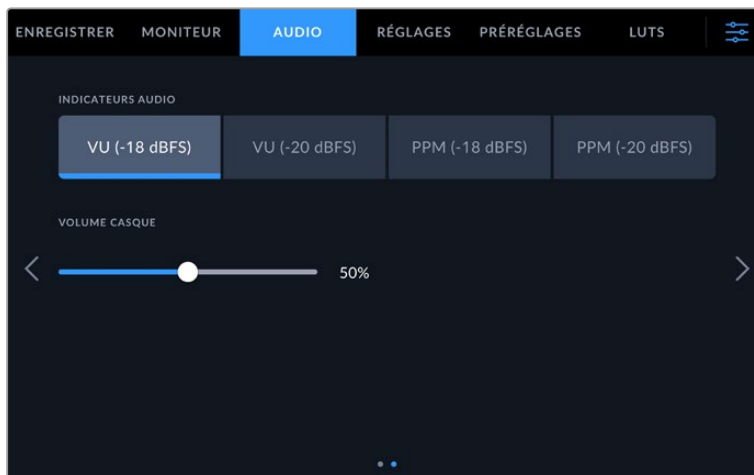 ENREGISTRER MONITEUR AUDIO RÉGLAGES PRÉRÉGLAGES LUTS
INDICATEURS AUDIO
VU (-18 dBFS) VU (-20 dBFS) PPM (-18 dBFS) PPM (-20 dBFS)
VOLUME CASQUE
50%